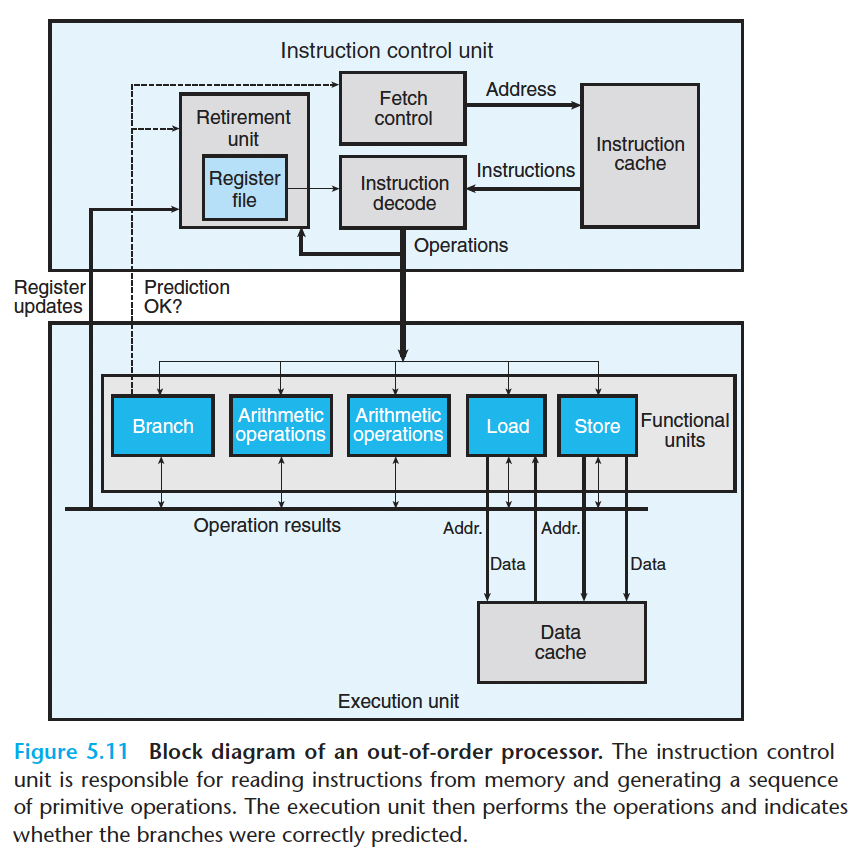 Instruction control unit
Fetch
control
Address
Retirement
unit
Instruction
cache
Register
file
Instruction
decode
Instructions
Operations
Register
updates
Prediction
OK?
Branch
Arithmetic
operations
Arithmetic
operations
Load
Store
Functional
units
Operation results
Addr.
Addr.
Data
Data
Data
cache
Execution unit
Figure 5.11 Block diagram of an out-of-order processor. The instruction control
unit is responsible for reading instructions from memory and generating a sequence
of primitive operations. The execution unit then performs the operations and indicates
whether the branches were correctly predicted.